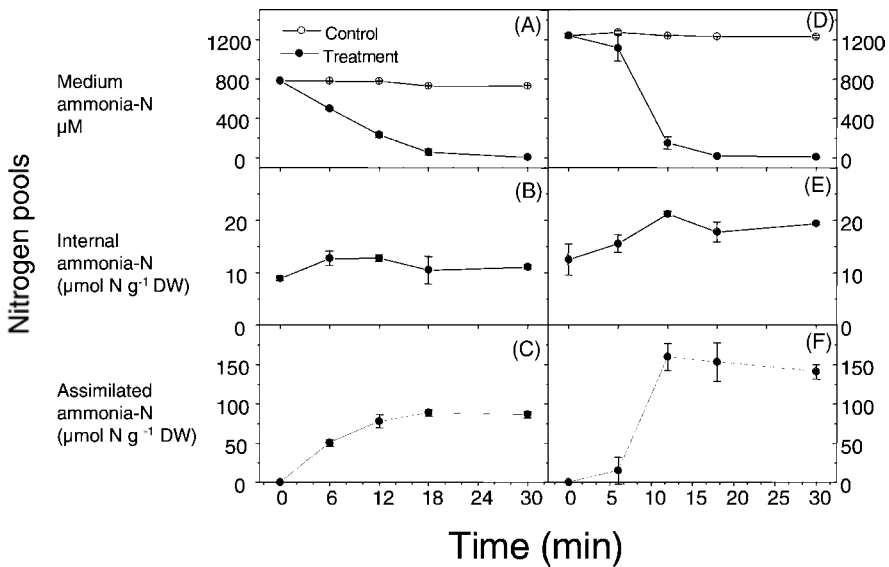 (A)
(D)
Control
Treatment
1200
800
400
0
1200
800
400
0
Medium
ammonia-N
µM
(B)
(E)
20
10
0
20
10
0
Internal
ammonia-N
(µmol N g⁻¹ DW)
Nitrogen pools
(C)
(F)
150
100
50
0
150
100
50
0
Assimilated
ammonia-N
(µmol N g⁻¹ DW)
0 6 12 18 24 30
0 5 10 15 20 25 30
Time (min)